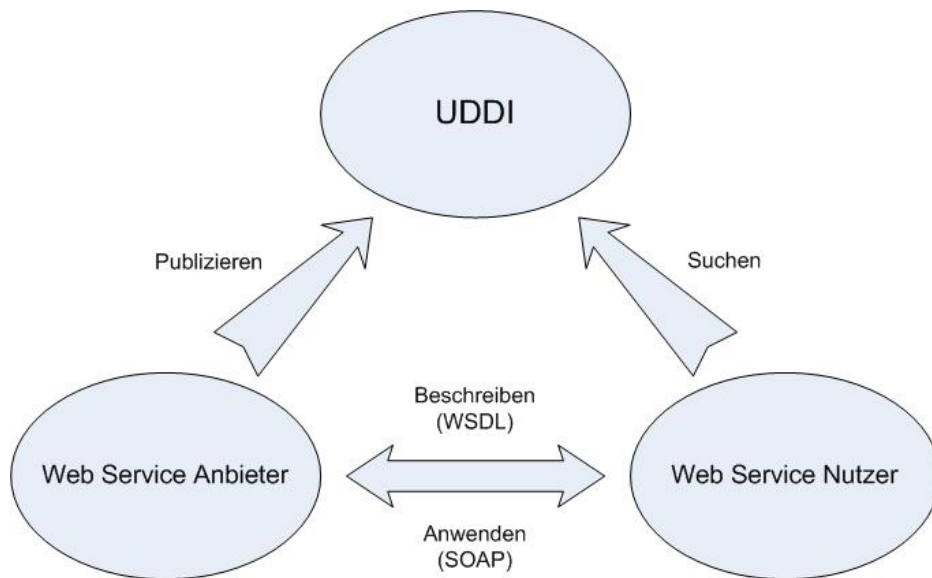 UDDI
Publizieren
Suchen
Beschreiben
(WSDL)
Web Service Anbieter
Web Service Nutzer
Anwenden
(SOAP)